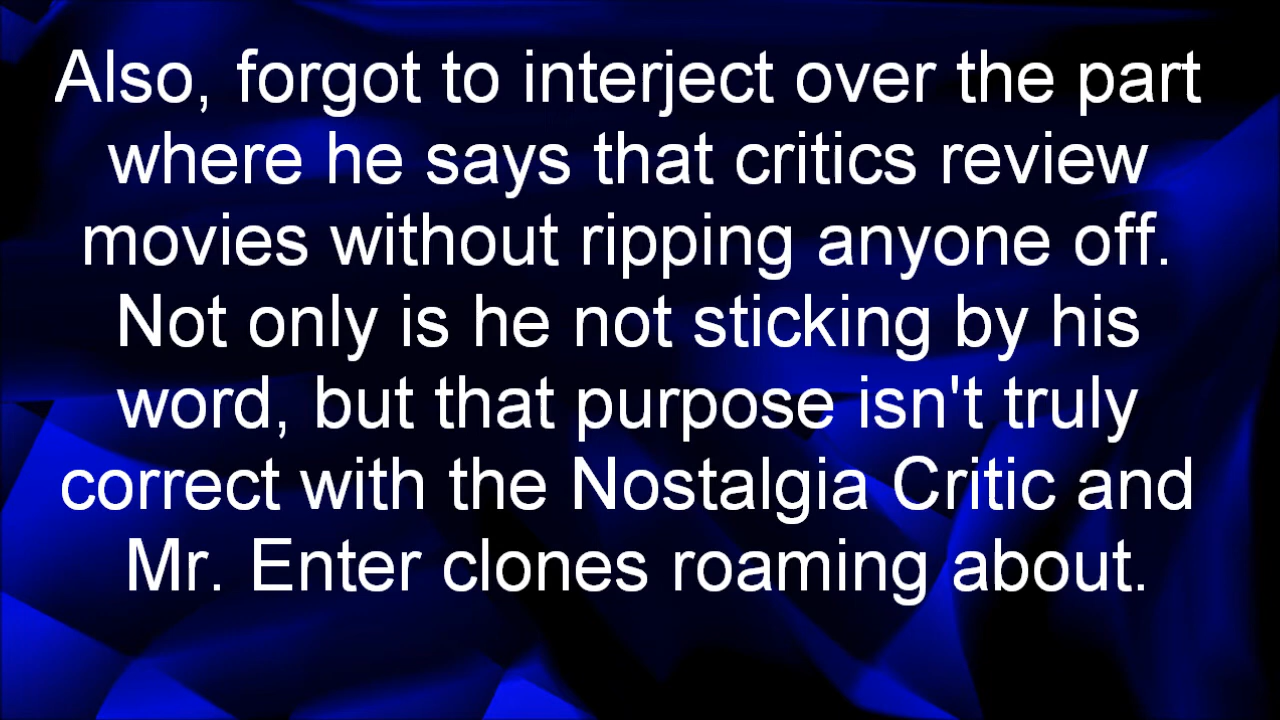 Also, forgot to interject over the part
where he says that critics review
movies without ripping anyone off.
Not only is he not sticking by his
word, but that purpose isn't truly
correct with the Nostalgia Critic and
Mr. Enter clones roaming about.